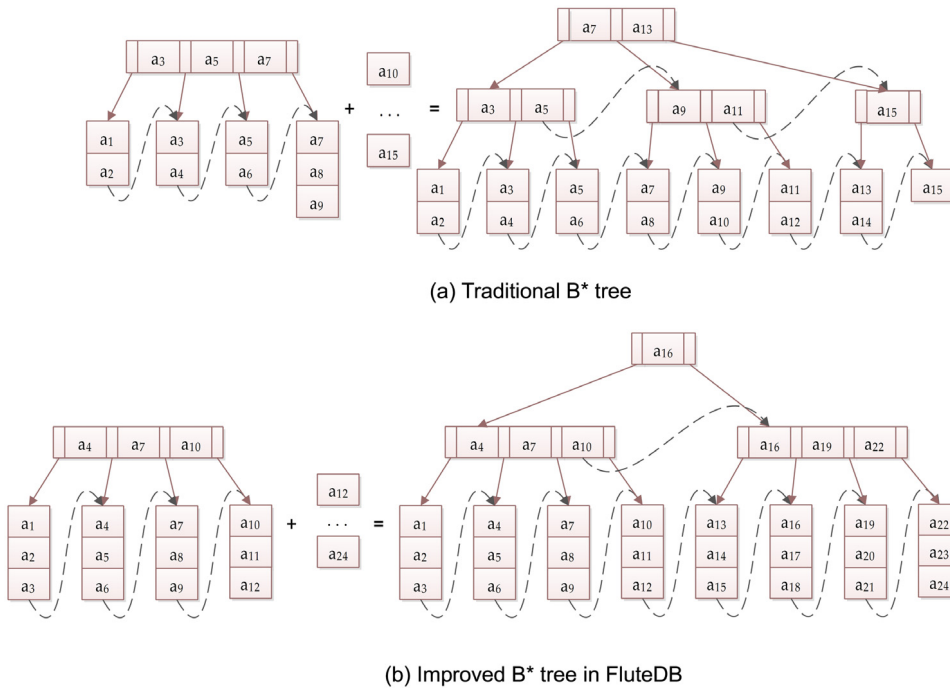 a7 a13
a3 a5 a7
a10
+ ... =
a15
a3 a5
a9 a11
a15
a1 a3 a5 a7
a2 a4 a6 a8
a9
a1 a3 a5 a7 a9 a11 a13 a15
a2 a4 a6 a8 a10 a12 a14
(a) Traditional B* tree
a16
a4 a7 a10
a4 a7 a10
a16 a19 a22
a12
+ ... =
a24
a1 a4 a7 a10
a2 a5 a8 a11
a3 a6 a9 a12
a1 a4 a7 a10 a13 a16 a19 a22
a2 a5 a8 a11 a14 a17 a20 a23
a3 a6 a9 a12 a15 a18 a21 a24
(b) Improved B* tree in FluteDB